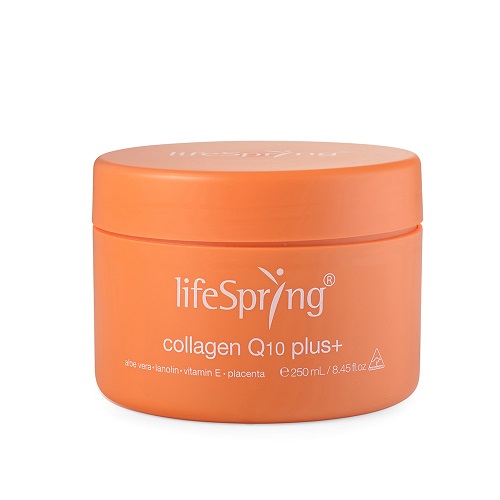 lifeSpring
lifeSpring®
collagen Q10 plus+
aloe vera • lanolin • vitamin E • placenta ℮ 250 mL / 8.45 fl.oz